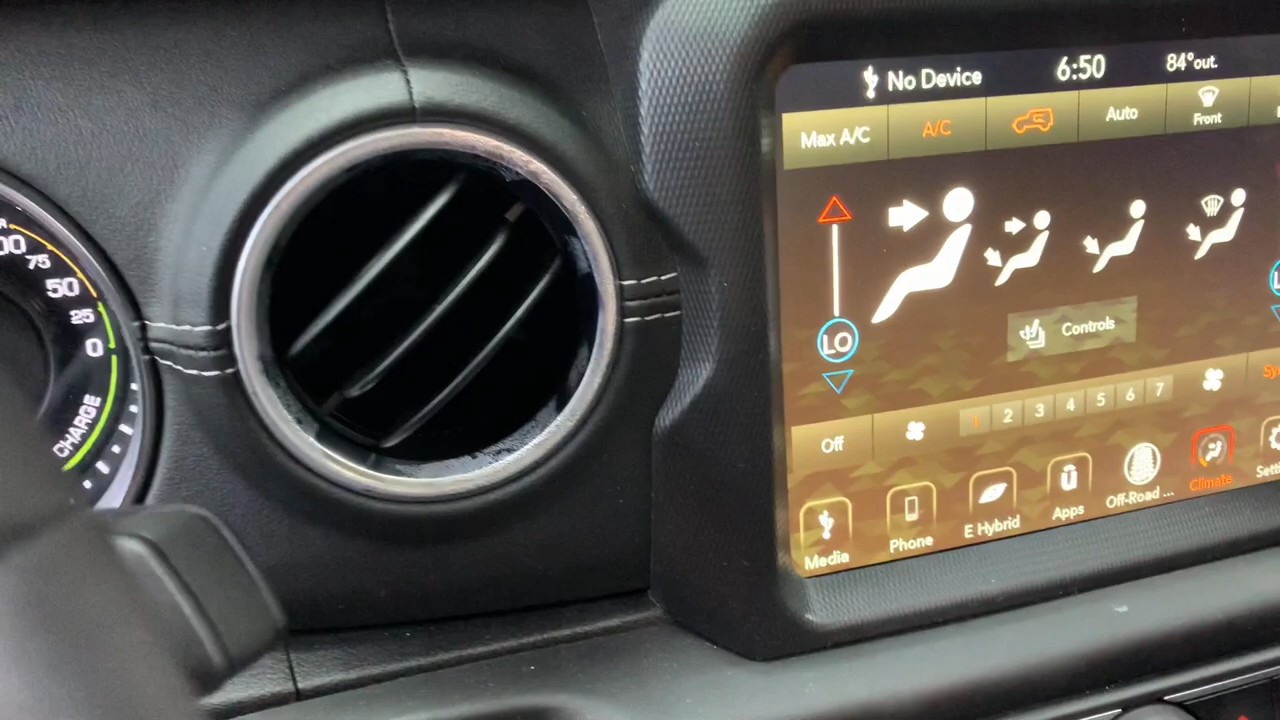 No Device 6:50 84°out.
Max A/C A/C Auto Front
LO
Controls
Off 1 2 3 4 5 6 7
Media Phone E Hybrid Apps Off-Road ... Climate
75
50
25
0
CHARGE